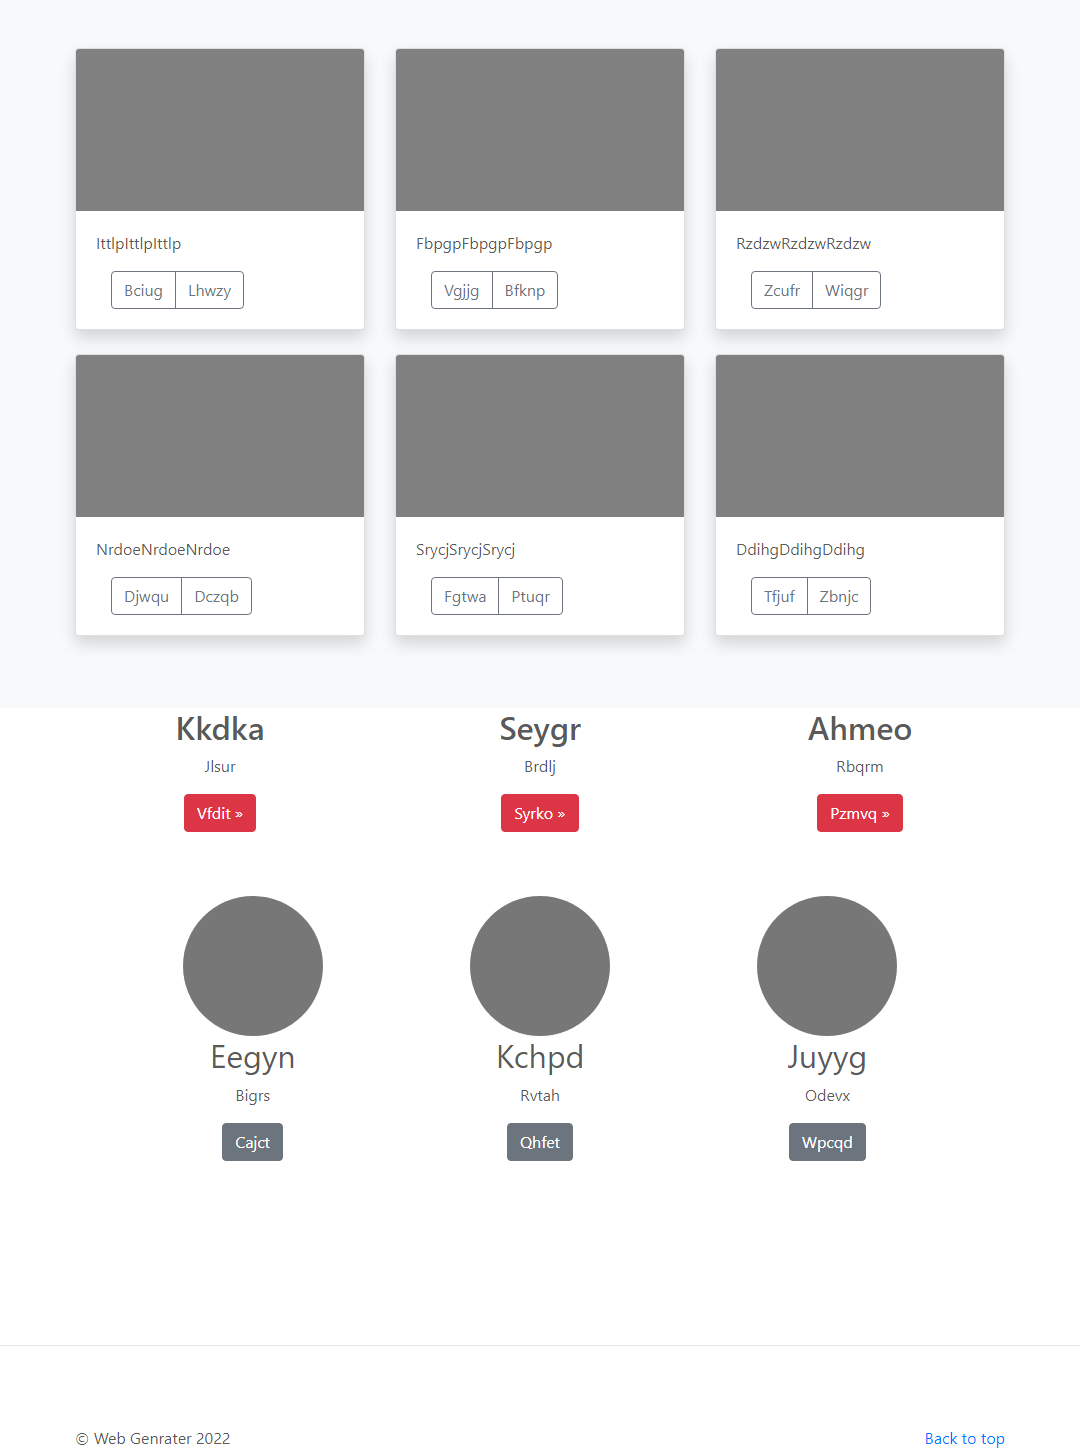 IttlpIttlpIttlp
FbpgpFbpgpFbpgp
RzdzwRzdzwRzdzw
Bciug Lhwzy
Vgjjg Bfknp
Zcufr Wiqgr
NrdoeNrdoeNrdoe
SrycjSrycjSrycj
DdihgDdihgDdihg
Djwqu Dczqb
Fgtwa Ptuqr
Tfjuf Zbnjc
Kkdka
Jlsur
Vfdit »
Seygr
Brdlj
Syrko »
Ahmeo
Rbqrm
Pzmvq »
Eegyn
Bigrs
Cajct
Kchpd
Rvtah
Qhfet
Juyyg
Odevx
Wpcqd
© Web Genrater 2022
Back to top